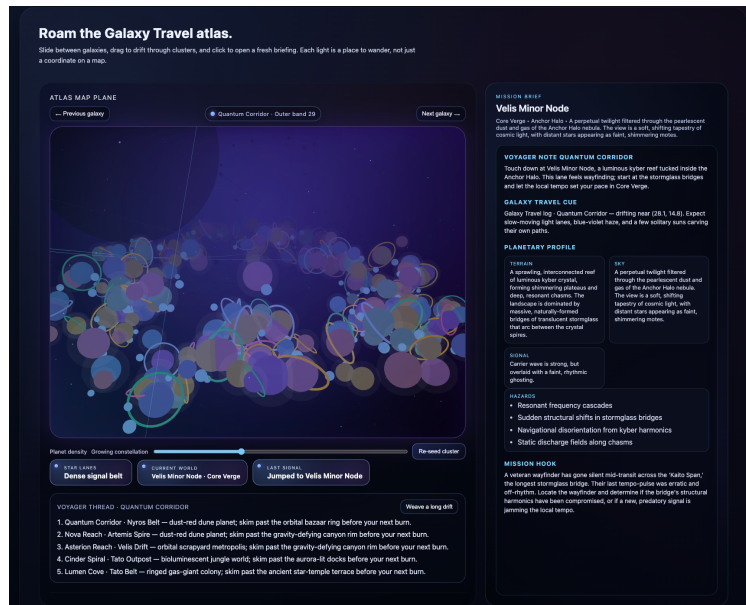 Roam the Galaxy Travel atlas.
Slide between galaxies, drag to drift through clusters, and click to open a fresh briefing. Each light is a place to wander, not just
a coordinate on a map.
ATLAS MAP PLANE
← Previous galaxy
Quantum Corridor · Outer band 29
Next galaxy →
Planet density
Growing constellation
Re-seed cluster
STAR LANES
Dense signal belt
CURRENT WORLD
Velis Minor Node · Core Verge
LAST SIGNAL
Jumped to Velis Minor Node
VOYAGER THREAD · QUANTUM CORRIDOR
Weave a long drift
1. Quantum Corridor · Nyros Belt — dust-red dune planet; skim past the orbital bazaar ring before your next burn.
2. Nova Reach · Artemis Spire — dust-red dune planet; skim past the gravity-defying canyon rim before your next burn.
3. Asterion Reach · Velis Drift — orbital scrapyard metropolis; skim past the gravity-defying canyon rim before your next burn.
4. Cinder Spiral · Tato Outpost — bioluminescent jungle world; skim past the aurora-lit docks before your next burn.
5. Lumen Cove · Tato Belt — ringed gas-giant colony; skim past the ancient star-temple terrace before your next burn.
MISSION BRIEF
Velis Minor Node
Core Verge • Anchor Halo • A perpetual twilight filtered through the pearlescent
dust and gas of the Anchor Halo nebula. The view is a soft, shifting tapestry of
cosmic light, with distant stars appearing as faint, shimmering motes.
VOYAGER NOTE QUANTUM CORRIDOR
Touch down at Velis Minor Node, a luminous kyber reef tucked inside the
Anchor Halo. This lane feels wayfinding; start at the stormglass bridges
and let the local tempo set your pace in Core Verge.
GALAXY TRAVEL CUE
Galaxy Travel log · Quantum Corridor — drifting near (28.1, 14.8). Expect
slow-moving light lanes, blue-violet haze, and a few solitary suns carving
their own paths.
PLANETARY PROFILE
TERRAIN
A sprawling, interconnected reef
of luminous kyber crystal,
forming shimmering plateaus and
deep, resonant chasms. The
landscape is dominated by
massive, naturally-formed
bridges of translucent stormglass
that arc between the crystal
spires.
SKY
A perpetual twilight filtered
through the pearlescent dust and
gas of the Anchor Halo nebula.
The view is a soft, shifting
tapestry of cosmic light, with
distant stars appearing as faint,
shimmering motes.
SIGNAL
Carrier wave is strong, but
overlaid with a faint, rhythmic
ghosting.
HAZARDS
• Resonant frequency cascades
• Sudden structural shifts in stormglass bridges
• Navigational disorientation from kyber harmonics
• Static discharge fields along chasms
MISSION HOOK
A veteran wayfinder has gone silent mid-transit across the 'Kaito Span,'
the longest stormglass bridge. Their last tempo-pulse was erratic and
off-rhythm. Locate the wayfinder and determine if the bridge's structural
harmonics have been compromised, or if a new, predatory signal is
jamming the local tempo.